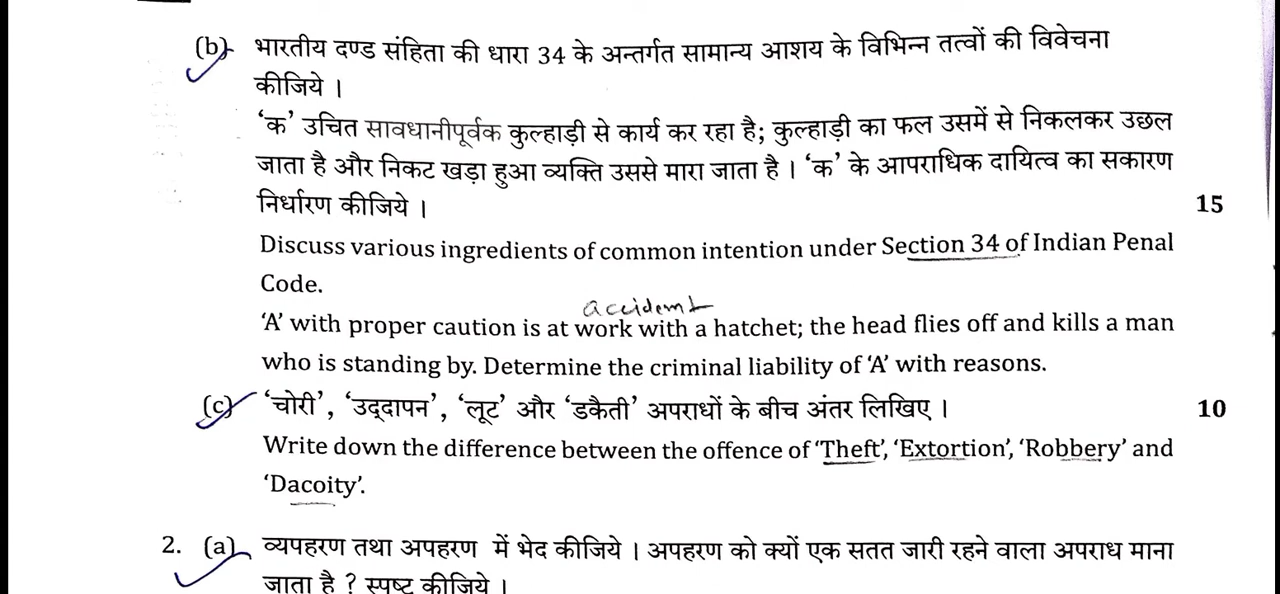 (b) भारतीय दण्ड संहिता की धारा 34 के अन्तर्गत सामान्य आशय के विभिन्न तत्वों की विवेचना
कीजिये ।
‘क’ उचित सावधानीपूर्वक कुल्हाड़ी से कार्य कर रहा है; कुल्हाड़ी का फल उसमें से निकलकर उछल
जाता है और निकट खड़ा हुआ व्यक्ति उससे मारा जाता है । ‘क’ के आपराधिक दायित्व का सकारण
निर्धारण कीजिये । 15
Discuss various ingredients of common intention under Section 34 of Indian Penal
Code.
accident
‘A’ with proper caution is at work with a hatchet; the head flies off and kills a man
who is standing by. Determine the criminal liability of ‘A’ with reasons.
(c) ‘चोरी’, ‘उद्दापन’, ‘लूट’ और ‘डकैती’ अपराधों के बीच अंतर लिखिए । 10
Write down the difference between the offence of ‘Theft’, ‘Extortion’, ‘Robbery’ and
‘Dacoity’.
2. (a) व्यपहरण तथा अपहरण में भेद कीजिये । अपहरण को क्यों एक सतत जारी रहने वाला अपराध माना
जाता है ? स्पष्ट कीजिये ।